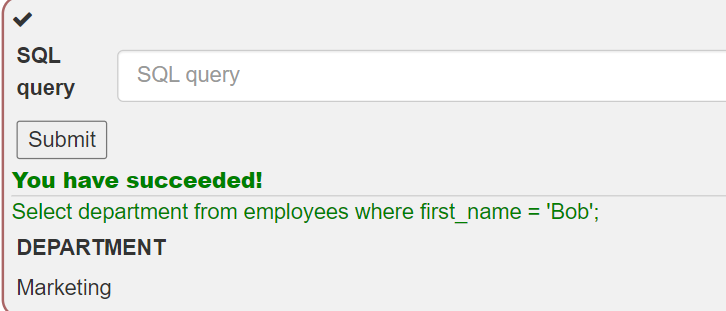 SQL
query
SQL query
Submit
You have succeeded!
Select department from employees where first_name = 'Bob';
DEPARTMENT
Marketing